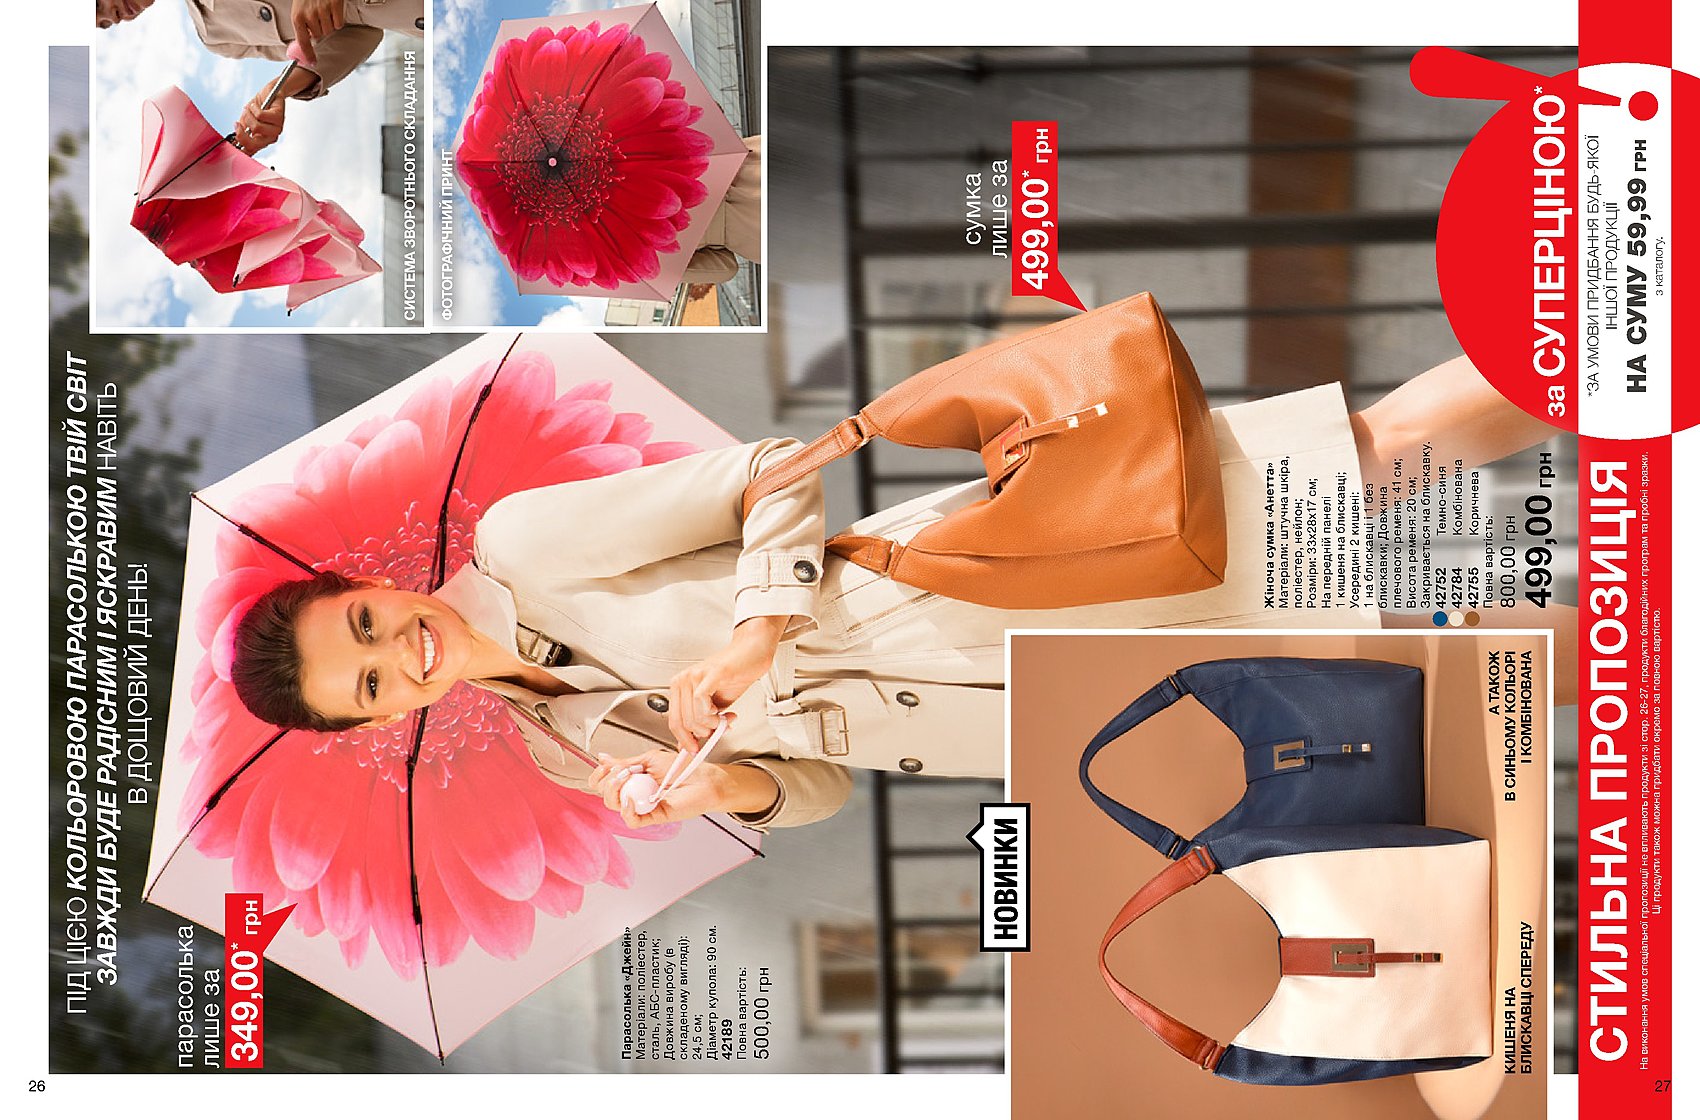 ПІД ЦІЄЮ КОЛЬОРОВОЮ ПАРАСОЛЬКОЮ ТВІЙ СВІТ
ЗАВЖДИ БУДЕ РАДІСНИМ І ЯСКРАВИМ НАВІТЬ
В ДОЩОВИЙ ДЕНЬ!
СИСТЕМА ЗВОРОТНЬОГО СКЛАДАННЯ
ФОТОГРАФІЧНИЙ ПРИНТ
парасолька
лише за
349,00* грн
Парасолька «Джейн»
Матеріали: поліестер,
сталь, АБС-пластик;
Довжина виробу (в
складеному вигляді):
24,5 см;
Діаметр купола: 90 см.
42189
Повна вартість:
500,00 грн
26
сумка
лише за
499,00* грн
Жіноча сумка «Анетта»
Матеріали: штучна шкіра,
поліестер, нейлон;
Розміри: 33х28х17 см;
На передній панелі
1 кишеня на блискавці;
Усередині 2 кишені:
1 на блискавці і 1 без
блискавки; Довжина
плечового ременя: 41 см;
Висота ременя: 20 см;
Закривається на блискавку.
42752 Темно-синя
42784 Комбінована
42755 Коричнева
Повна вартість:
800,00 грн
499,00 грн
НОВИНКИ
А ТАКОЖ
В СИНЬОМУ КОЛЬОРІ
І КОМБІНОВАНА
КИШЕНЯ НА
БЛИСКАВЦІ СПЕРЕДУ
за СУПЕРЦІНОЮ*
*ЗА УМОВИ ПРИДБАННЯ БУДЬ-ЯКОЇ
ІНШОЇ ПРОДУКЦІЇ
НА СУМУ 59,99 ГРН
з каталогу.
СТИЛЬНА ПРОПОЗИЦІЯ
На виконання умов спеціальної пропозиції не впливають продукти зі стор. 26-27, продукти благодійних програм та пробні зразки.
Ці продукти також можна придбати окремо за повною вартістю.
27